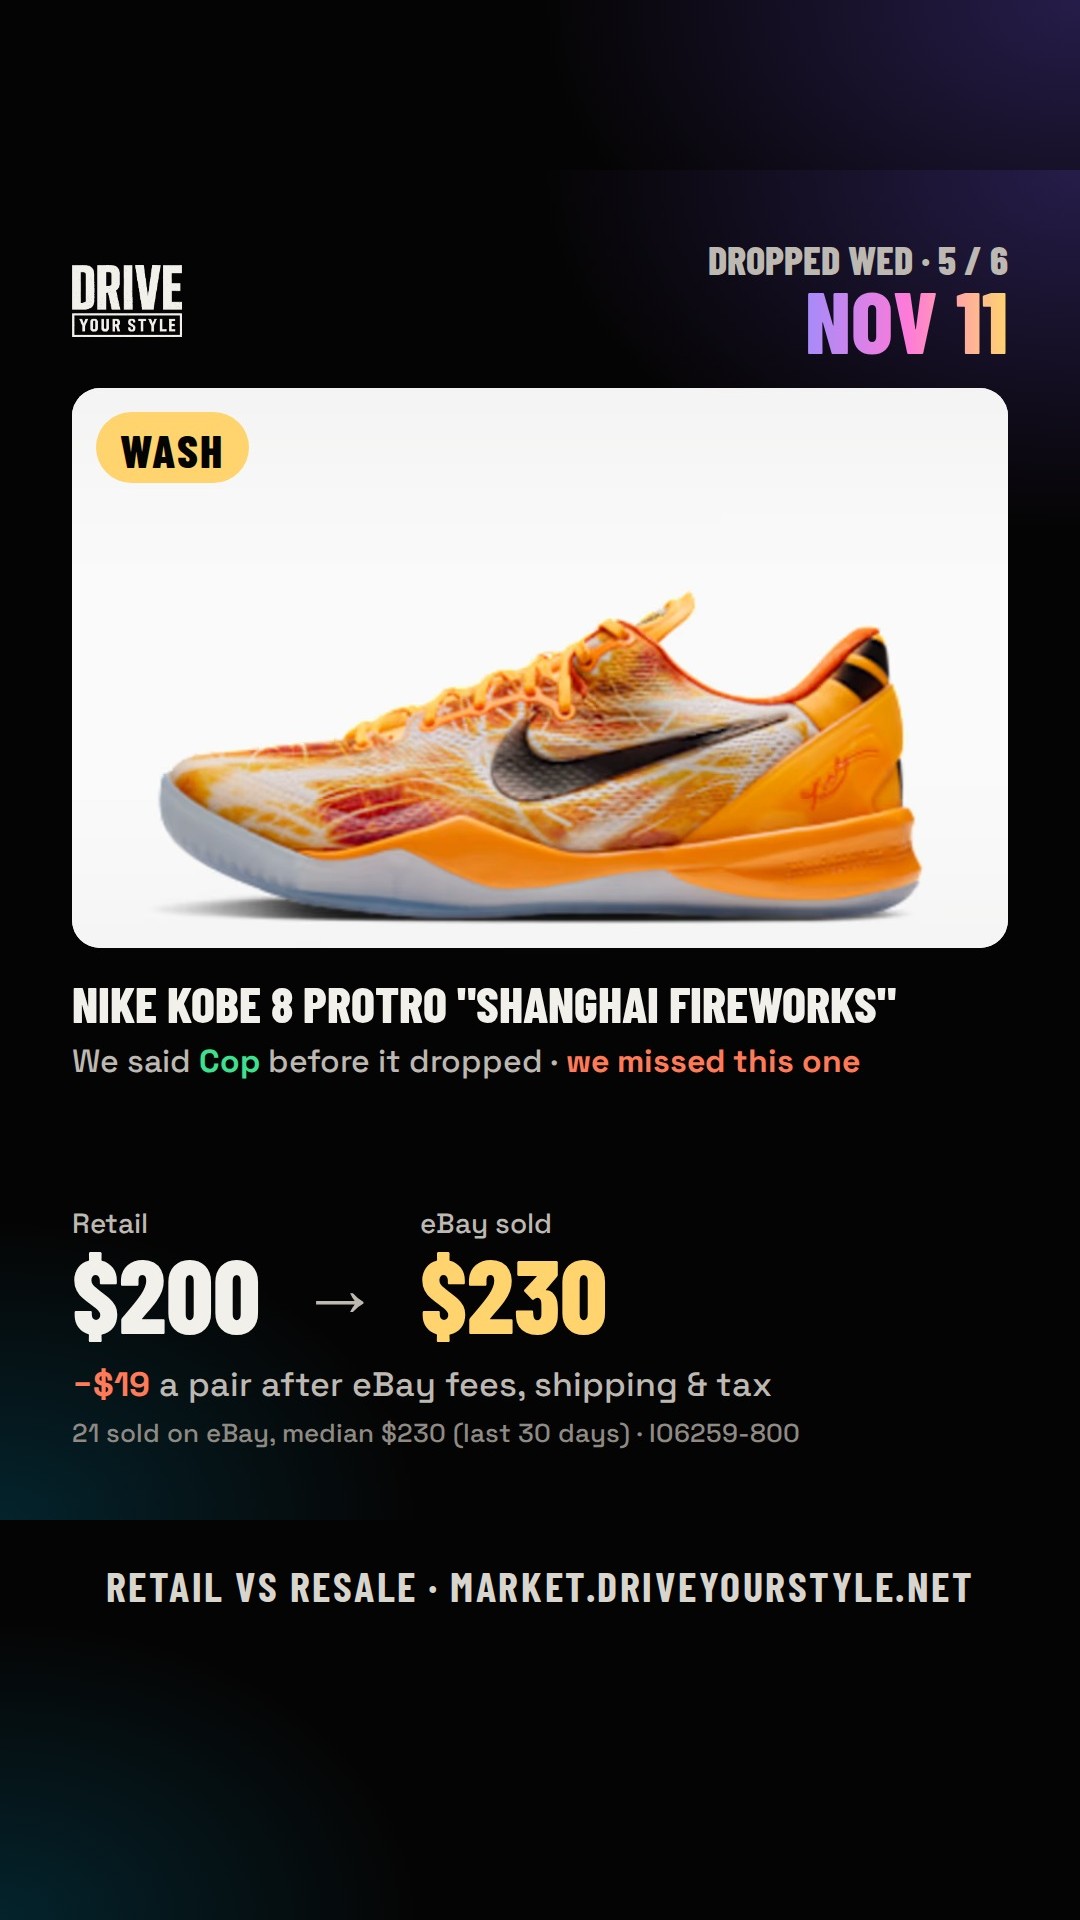 DRIVE
YOUR STYLE
DROPPED WED · 5 / 6
NOV 11
WASH
NIKE KOBE 8 PROTRO "SHANGHAI FIREWORKS"
We said Cop before it dropped · we missed this one
Retail
$200
→
eBay sold
$230
-$19 a pair after eBay fees, shipping & tax
21 sold on eBay, median $230 (last 30 days) · IO6259-800
RETAIL VS RESALE · MARKET.DRIVEYOURSTYLE.NET